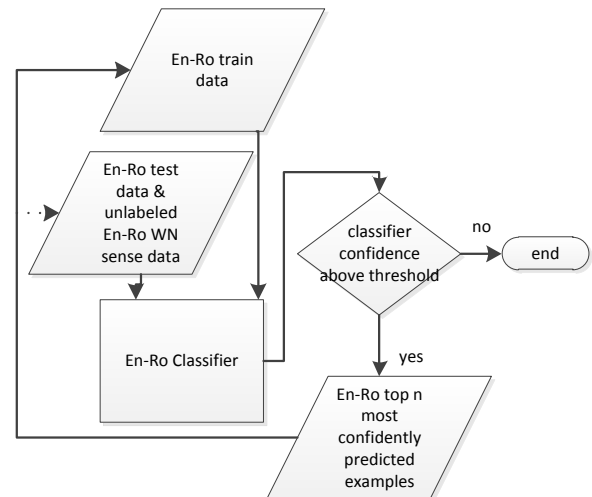 En-Ro train
data
En-Ro test
data &
unlabeled
En-Ro WN
sense data
En-Ro Classifier
classifier
confidence
above threshold
no
end
yes
En-Ro top n
most
confidently
predicted
examples